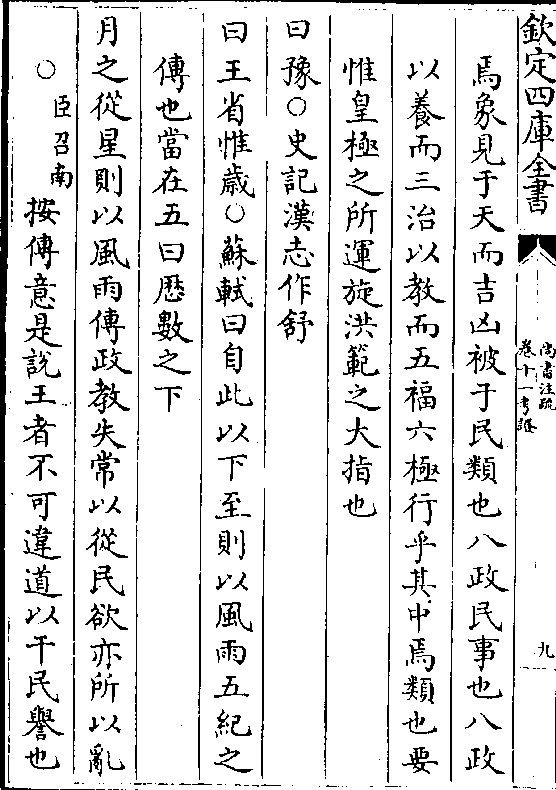 欽定四庫全書
尚書注疏
卷十一考證
九
焉象見于天而吉凶被于民類也八政民事也八政
以養而三治以教而五福六極行乎其中焉類也要
惟皇極之所運旋洪範之大指也
曰豫○史記漢志作舒
曰王省惟歲○蘇軾曰自此以下至則以風雨五紀之
傳也當在五曰歴數之下
月之從星則以風雨傳政教失常以從民欲亦所以亂
○臣召南按傳意是說王者不可違道以干民譽也